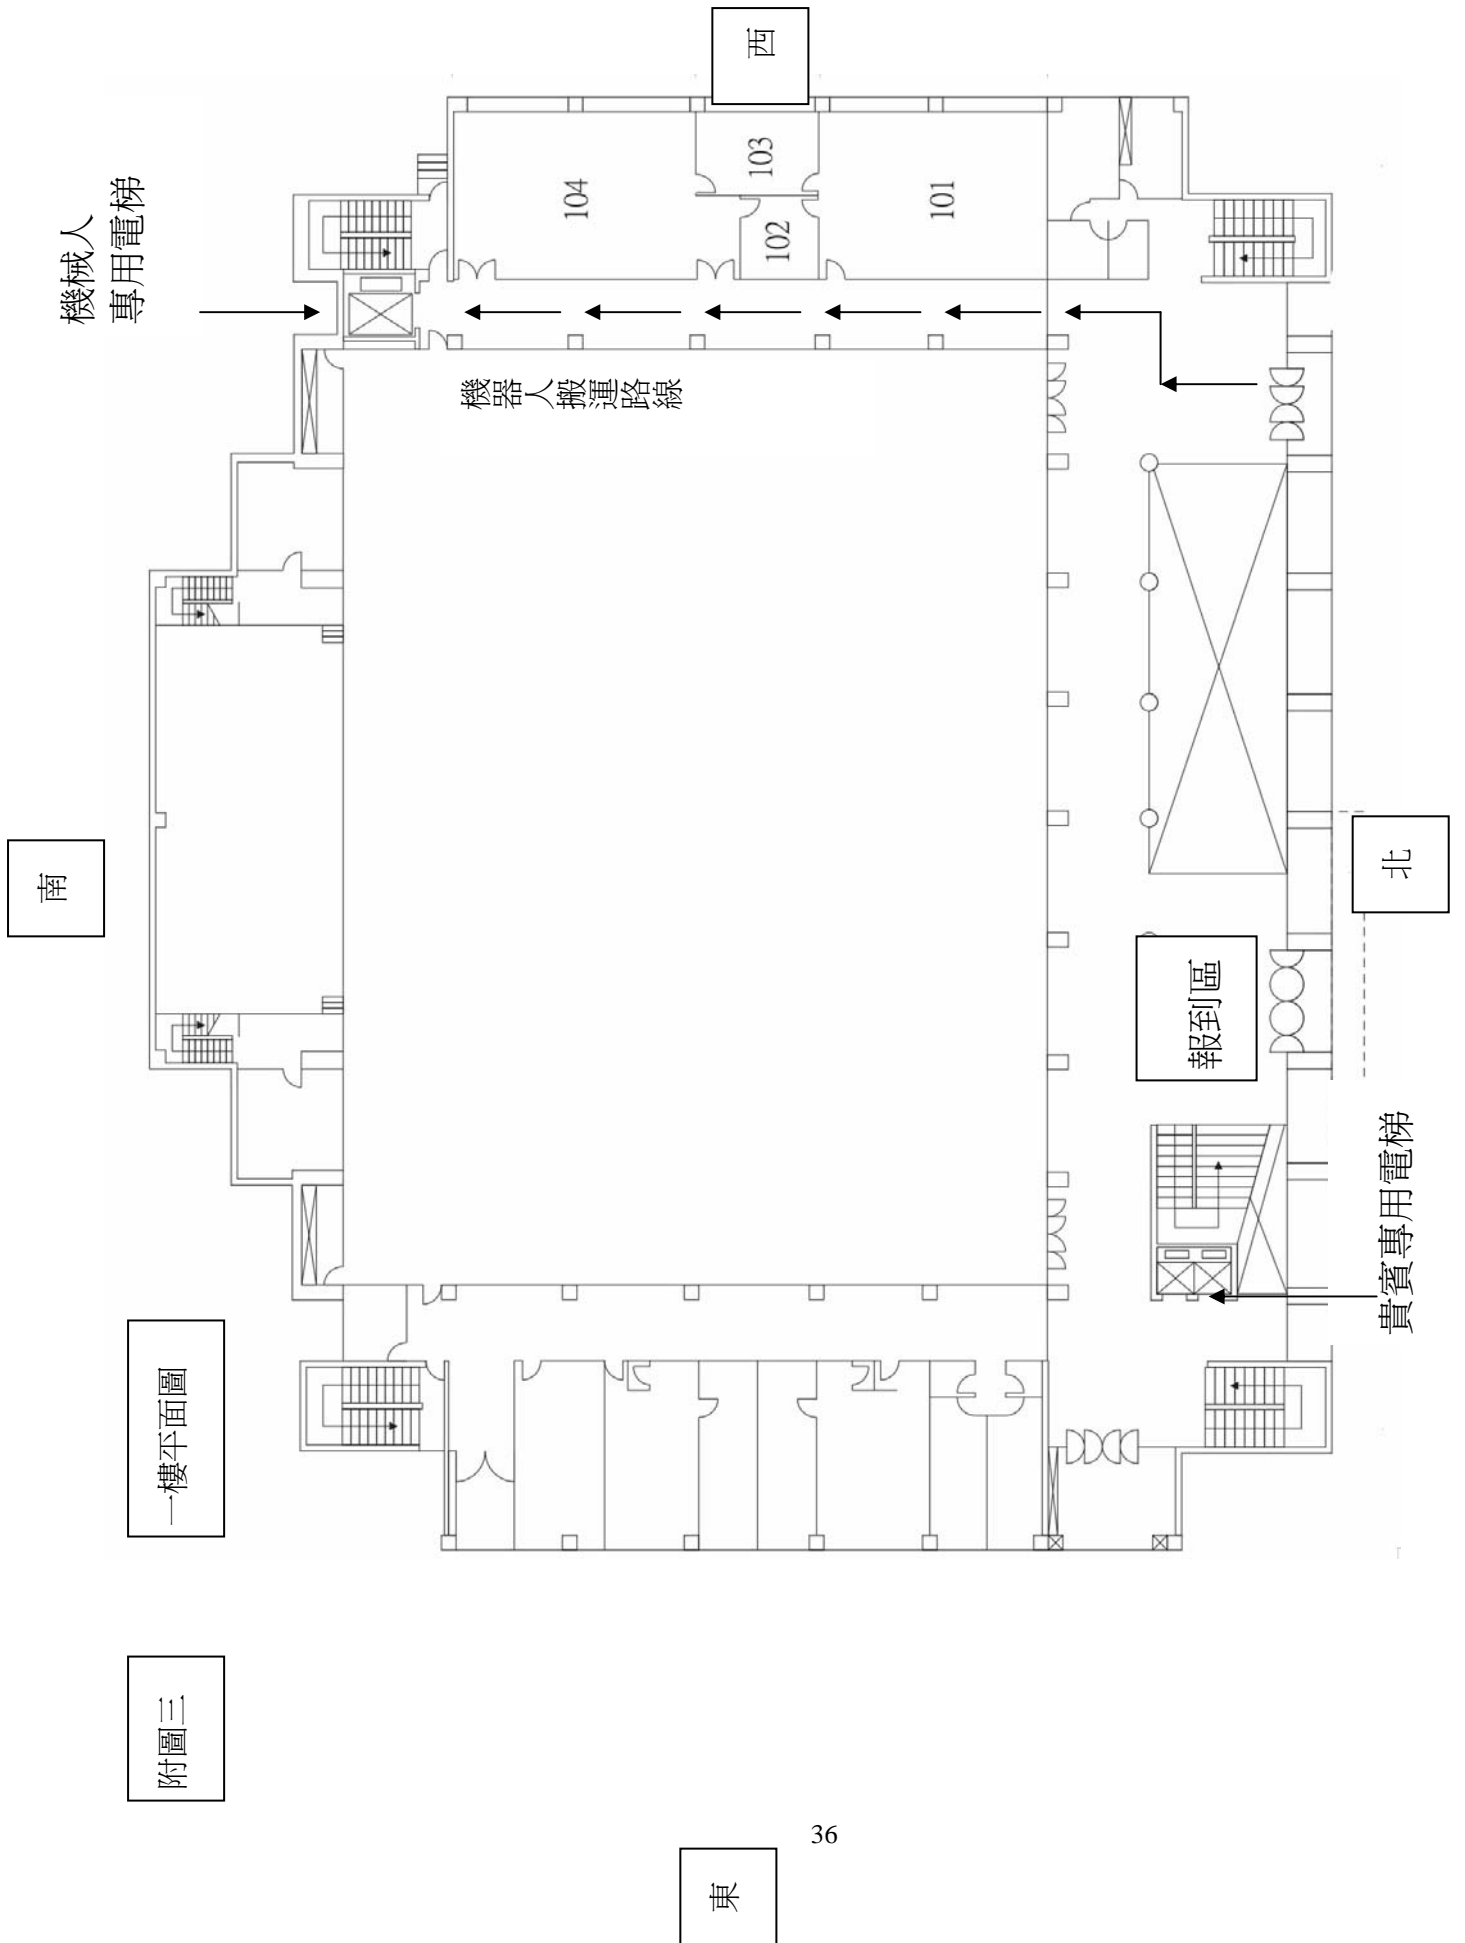 附圖三
一樓平面圖
南
西
東
北
機械人
專用電梯
機器人搬運路線
104
103
102
101
報到區
貴賓專用電梯
36